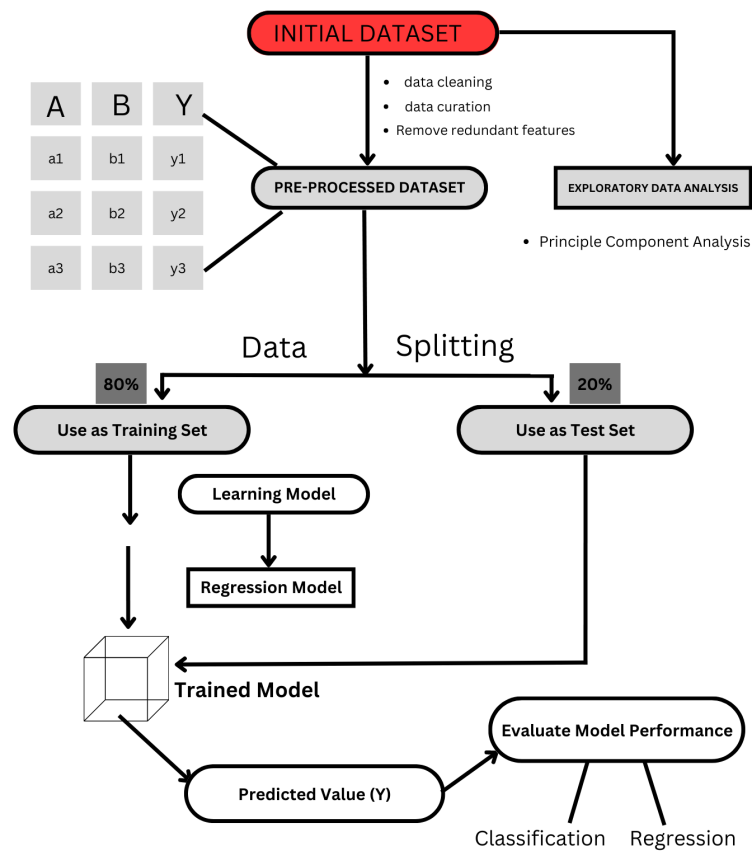 INITIAL DATASET
• data cleaning
• data curation
• Remove redundant features
A B Y
a1 b1 y1
a2 b2 y2
a3 b3 y3
PRE-PROCESSED DATASET
EXPLORATORY DATA ANALYSIS
• Principle Component Analysis
Data Splitting
80%
20%
Use as Training Set
Use as Test Set
Learning Model
Regression Model
Trained Model
Evaluate Model Performance
Predicted Value (Y)
Classification Regression